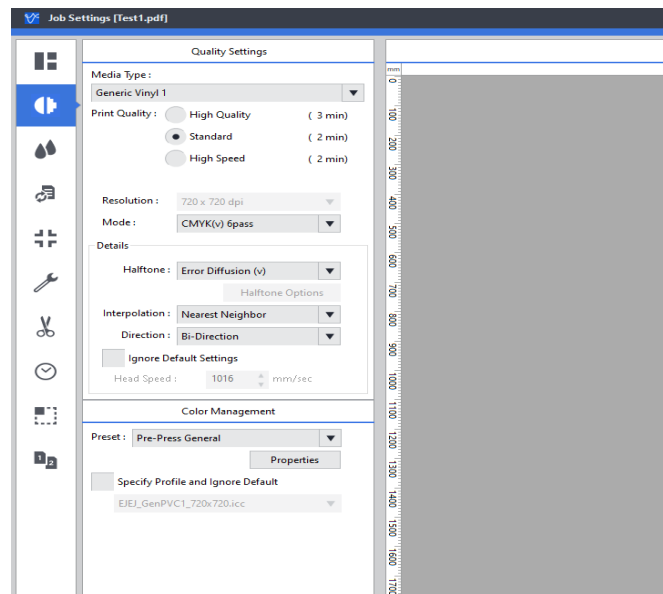 Job Settings [Test1.pdf]
Quality Settings
Media Type :
Generic Vinyl 1
Print Quality : High Quality ( 3 min)
Standard ( 2 min)
High Speed ( 2 min)
Resolution : 720 x 720 dpi
Mode : CMYK(v) 6pass
Details
Halftone : Error Diffusion (v)
Halftone Options
Interpolation : Nearest Neighbor
Direction : Bi-Direction
Ignore Default Settings
Head Speed : 1016 mm/sec
Color Management
Preset : Pre-Press General
Properties
Specify Profile and Ignore Default
EJEJ_GenPVC1_720x720.icc
1 2
mm
0
100
200
300
400
500
600
700
800
900
1000
1100
1200
1300
1400
1500
1600
1700